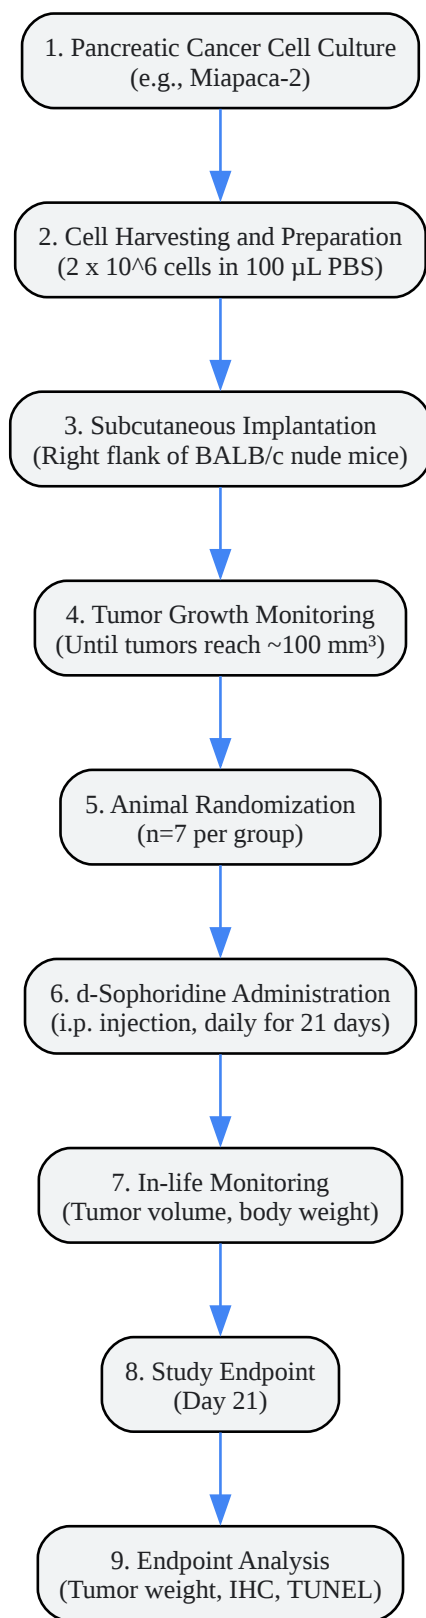 1. Pancreatic Cancer Cell Culture
(e.g., Miapaca-2)
2. Cell Harvesting and Preparation
(2 x 10^6 cells in 100 µL PBS)
3. Subcutaneous Implantation
(Right flank of BALB/c nude mice)
4. Tumor Growth Monitoring
(Until tumors reach ~100 mm³)
5. Animal Randomization
(n=7 per group)
6. d-Sophoridine Administration
(i.p. injection, daily for 21 days)
7. In-life Monitoring
(Tumor volume, body weight)
8. Study Endpoint
(Day 21)
9. Endpoint Analysis
(Tumor weight, IHC, TUNEL)